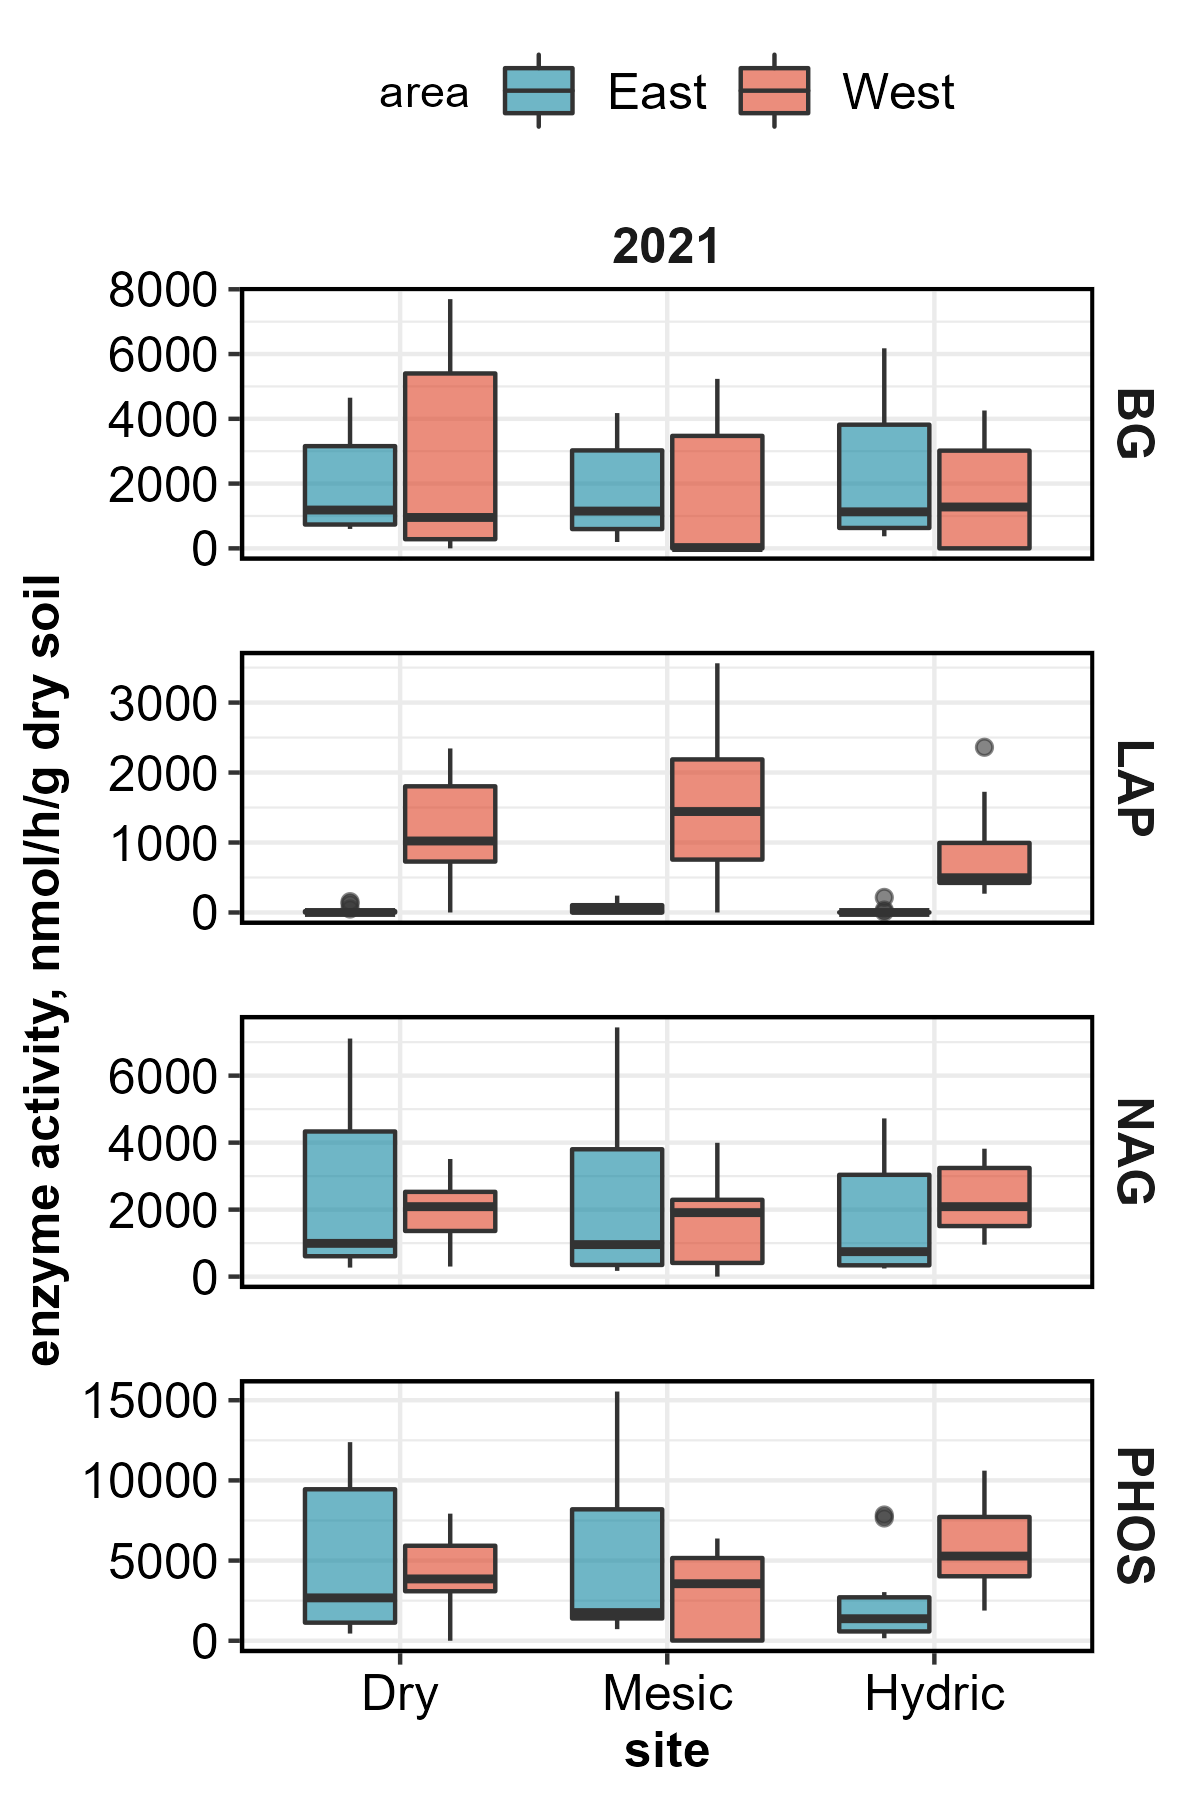 area East West
2021
8000
6000
4000
2000
0
BG
3000
2000
1000
0
LAP
6000
4000
2000
0
NAG
15000
10000
5000
0
PHOS
Dry Mesic Hydric
site
enzyme activity, nmol/h/g dry soil